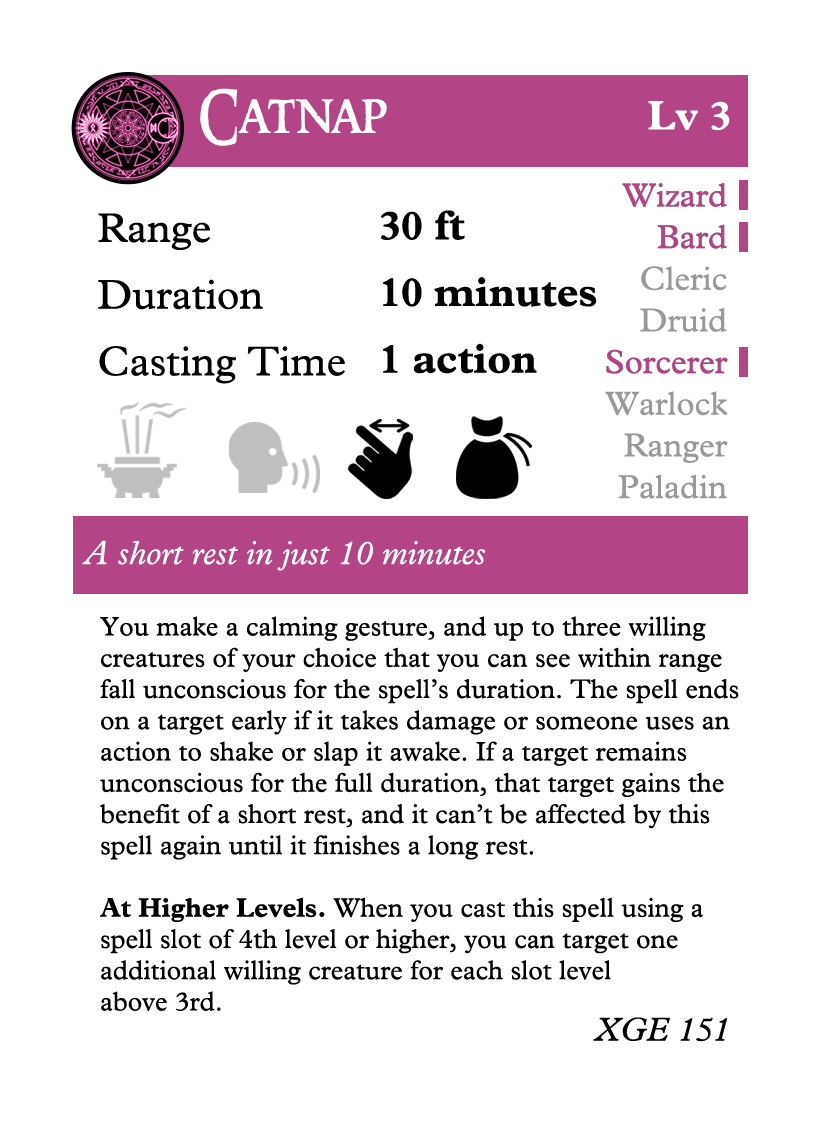 CATNAP
Lv 3
Range 30 ft
Duration 10 minutes
Casting Time 1 action
Wizard
Bard
Cleric
Druid
Sorcerer
Warlock
Ranger
Paladin
A short rest in just 10 minutes
You make a calming gesture, and up to three willing
creatures of your choice that you can see within range
fall unconscious for the spell’s duration. The spell ends
on a target early if it takes damage or someone uses an
action to shake or slap it awake. If a target remains
unconscious for the full duration, that target gains the
benefit of a short rest, and it can’t be affected by this
spell again until it finishes a long rest.
At Higher Levels. When you cast this spell using a
spell slot of 4th level or higher, you can target one
additional willing creature for each slot level
above 3rd.
XGE 151